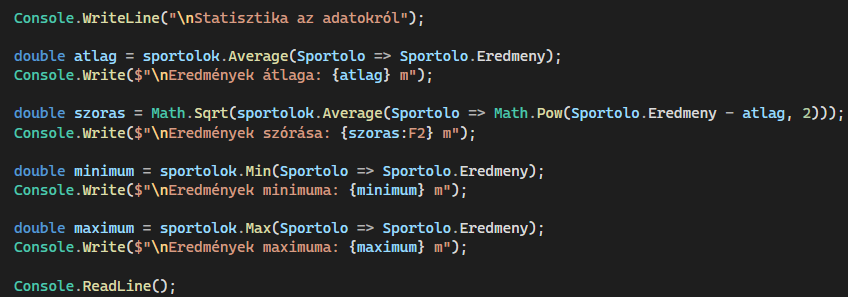 Console.WriteLine("\nStatisztika az adatokról");
double atlag = sportolok.Average(Sportolo => Sportolo.Eredmeny);
Console.Write($"\nEredmények átlaga: {atlag} m");
double szoras = Math.Sqrt(sportolok.Average(Sportolo => Math.Pow(Sportolo.Eredmeny - atlag, 2)));
Console.Write($"\nEredmények szórása: {szoras:F2} m");
double minimum = sportolok.Min(Sportolo => Sportolo.Eredmeny);
Console.Write($"\nEredmények minimuma: {minimum} m");
double maximum = sportolok.Max(Sportolo => Sportolo.Eredmeny);
Console.Write($"\nEredmények maximuma: {maximum} m");
Console.ReadLine();